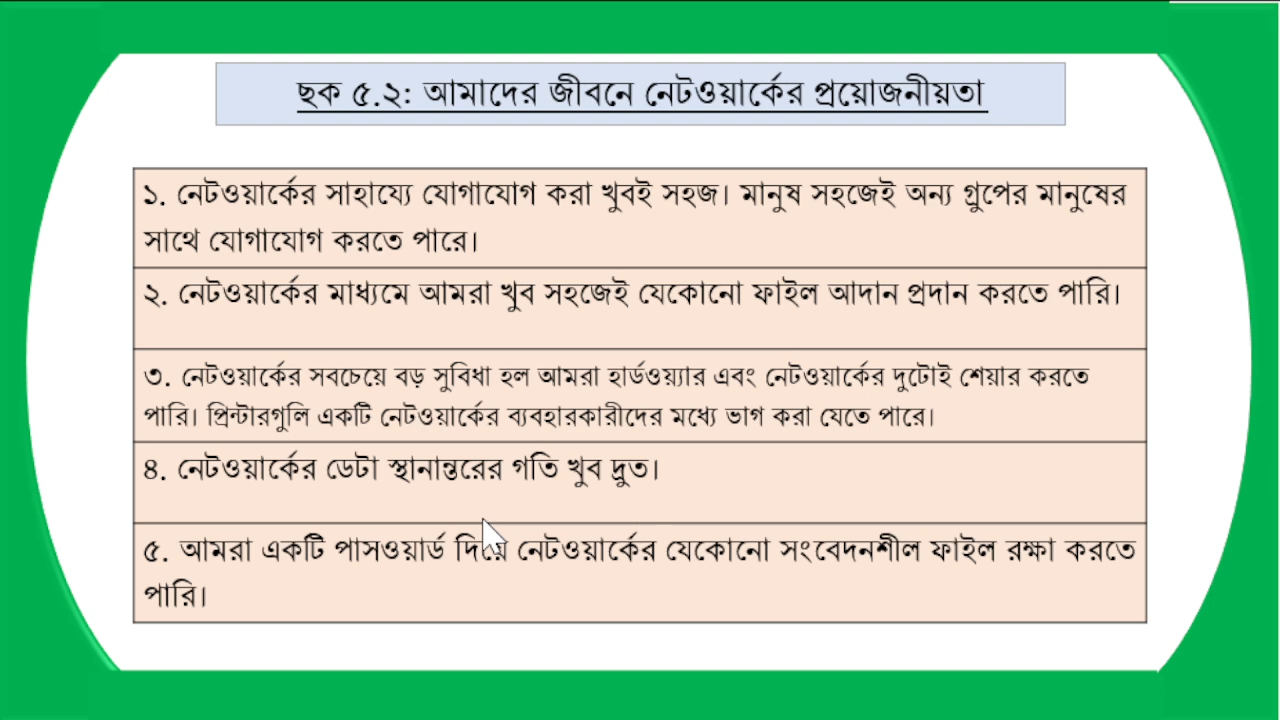 ছক ৫.২: আমাদের জীবনে নেটওয়ার্কের প্রয়োজনীয়তা
১. নেটওয়ার্কের সাহায্যে যোগাযোগ করা খুবই সহজ। মানুষ সহজেই অন্য গ্রুপের মানুষের
সাথে যোগাযোগ করতে পারে।
২. নেটওয়ার্কের মাধ্যমে আমরা খুব সহজেই যেকোনো ফাইল আদান প্রদান করতে পারি।
৩. নেটওয়ার্কের সবচেয়ে বড় সুবিধা হল আমরা হার্ডওয়্যার এবং নেটওয়ার্কের দুটোই শেয়ার করতে
পারি। প্রিন্টারগুলি একটি নেটওয়ার্কের ব্যবহারকারীদের মধ্যে ভাগ করা যেতে পারে।
৪. নেটওয়ার্কের ডেটা স্থানান্তরের গতি খুব দ্রুত।
৫. আমরা একটি পাসওয়ার্ড দিয়ে নেটওয়ার্কের যেকোনো সংবেদনশীল ফাইল রক্ষা করতে
পারি।